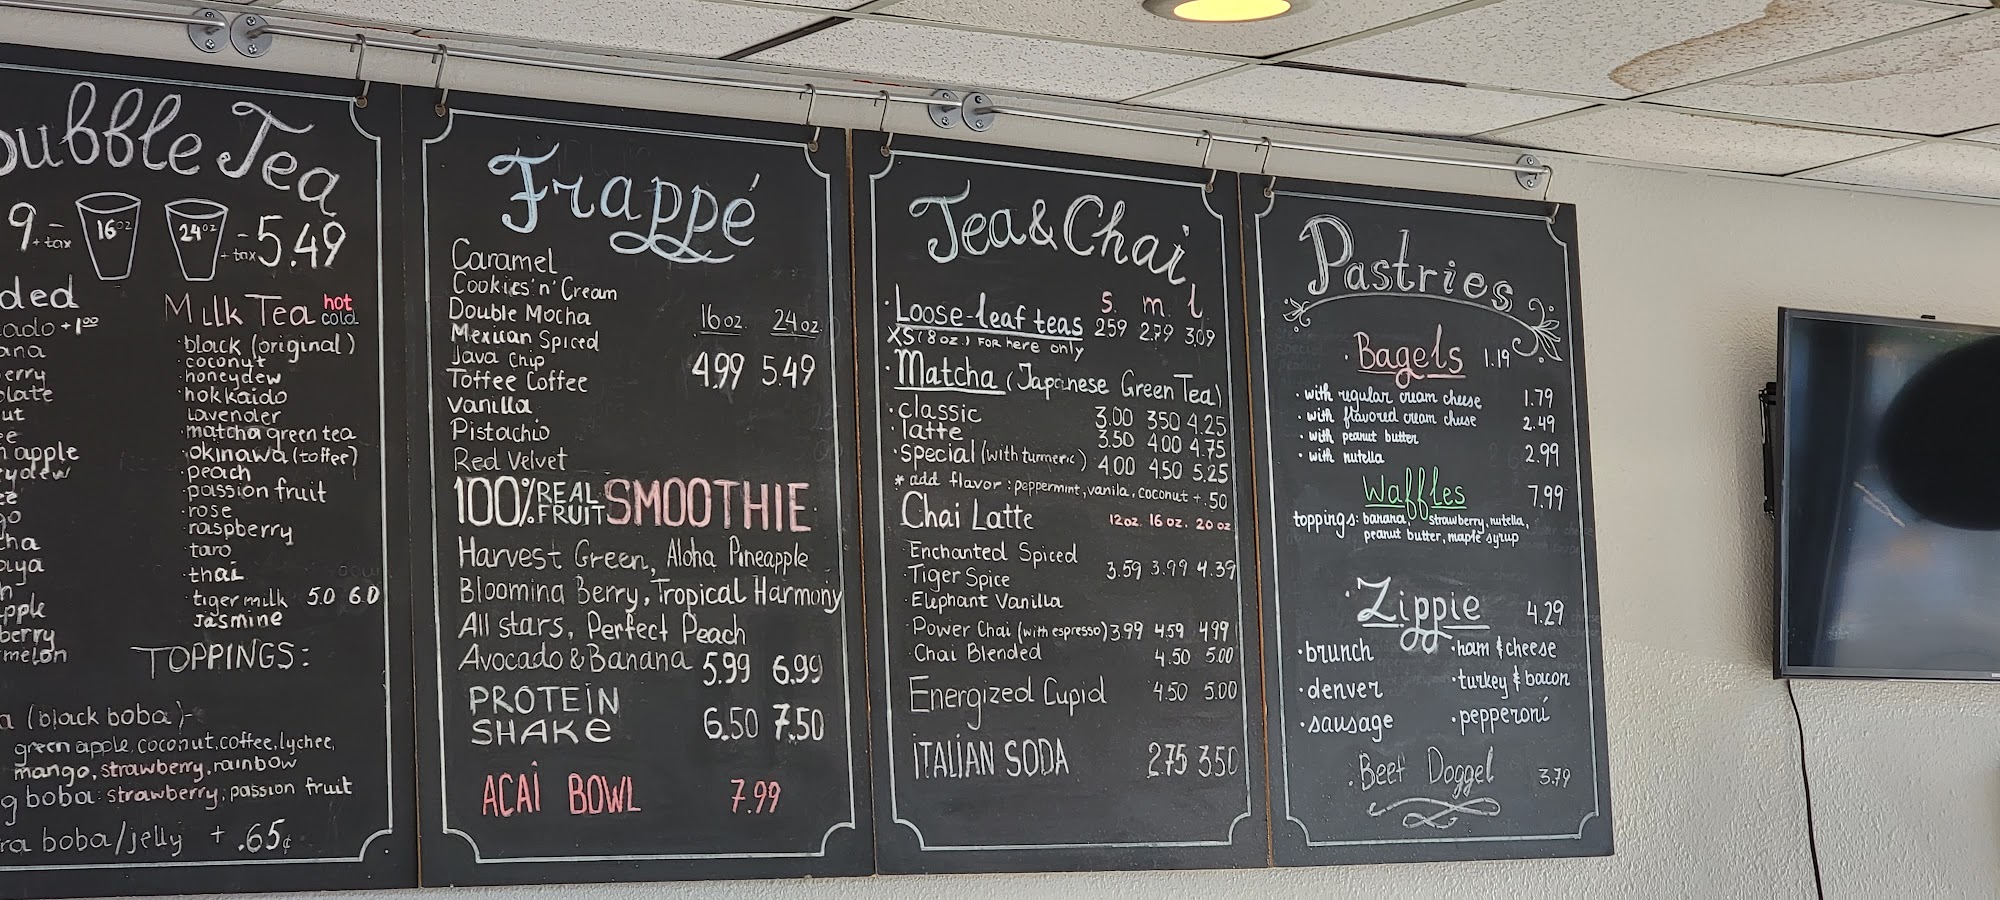 ubble Tea
9 + tax 16oz 24oz + tax 5.49
ded
ado +1.00
ana
erry
olate
ut
e
apple
ydew
ee
go
cha
aya
h
pple
berry
melon
Milk Tea hot cold
·black (original)
·coconut
·honeydew
·hokkaido
Lavender
·matcha green tea
·okinawa (toffer)
·peach
·passion fruit
·rose
·raspberry
·taro
·thai
·tiger milk 5.0 6.0
Jasmine
TOPPINGS:
a (black boba)-
green apple, coconut, coffee, lychee,
mango, strawberry, rainbow
g boba: strawberry, passion fruit
ra boba/jelly + .65¢
Frappé
Caramel
Cookies 'n' Cream
Double Mocha
Mexican Spiced
Java Chip
Toffee Coffee
Vanilla
Pistachio
Red Velvet
16 oz. 24 oz.
4.99 5.49
100% REAL FRUIT SMOOTHIE
Harvest Green, Aloha Pineapple
Blooming Berry, Tropical Harmony
All stars, Perfect Peach
Avocado & Banana 5.99 6.99
PROTEIN
SHAKE 6.50 7.50
ACAI BOWL 7.99
Tea & Chai
s. m. l.
·Loose-leaf teas 2.59 2.79 3.09
XS (8 oz.) FOR here only
·Matcha (Japanese Green Tea)
·classic 3.00 3.50 4.25
·latte 3.50 4.00 4.75
·special (with turmeric) 4.00 4.50 5.25
* add flavor: peppermint, vanila, coconut +.50
Chai Latte 12oz. 16 oz. 20 oz
·Enchanted Spiced
·Tiger Spice 3.59 3.99 4.39
·Elephant Vanilla
·Power Chai (with espresso) 3.99 4.59 4.99
·Chai Blended 4.50 5.00
Energized Cupid 4.50 5.00
ITALIAN SODA 2.75 3.50
Pastries
·Bagels 1.19
·with regular cream cheese 1.79
·with flavored cream cheese 2.49
·with peanut butter
·with nutella 2.99
Waffles 7.99
toppings: banana, strawberry, nutella,
peanut butter, maple syrup
·Zippie 4.29
·brunch
·denver
·sausage
·ham & cheese
·turkey & bacon
·pepperoni
·Beef Doggel 3.79